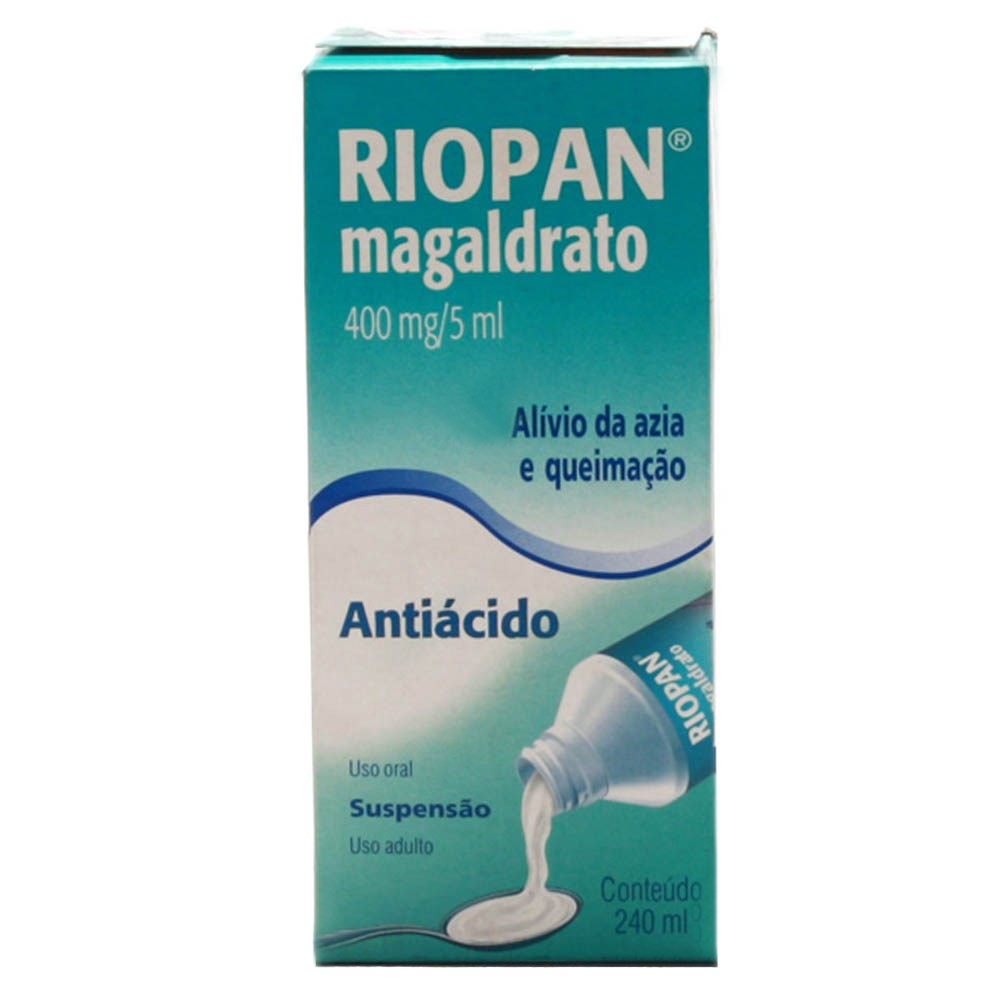 RIOPAN®
magaldrato
400 mg/5 ml
Alívio da azia
e queimação
Antiácido
RIOPAN®
Uso oral
Suspensão
Uso adulto
Conteúdo
240 ml